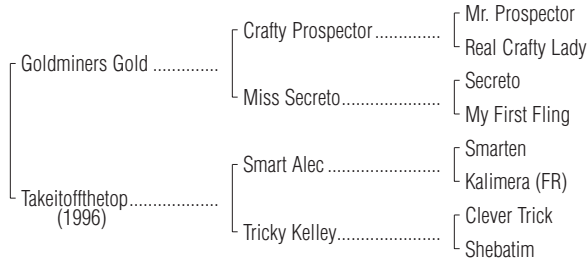 Mr. Prospector
Crafty Prospector ...............
Real Crafty Lady
Goldminers Gold .............
Secreto
Miss Secreto......................
My First Fling
Smarten
Smart Alec ........................
Kalimera (FR)
Takeitoffthetop..................
(1996)
Clever Trick
Tricky Kelley.......................
Shebatim